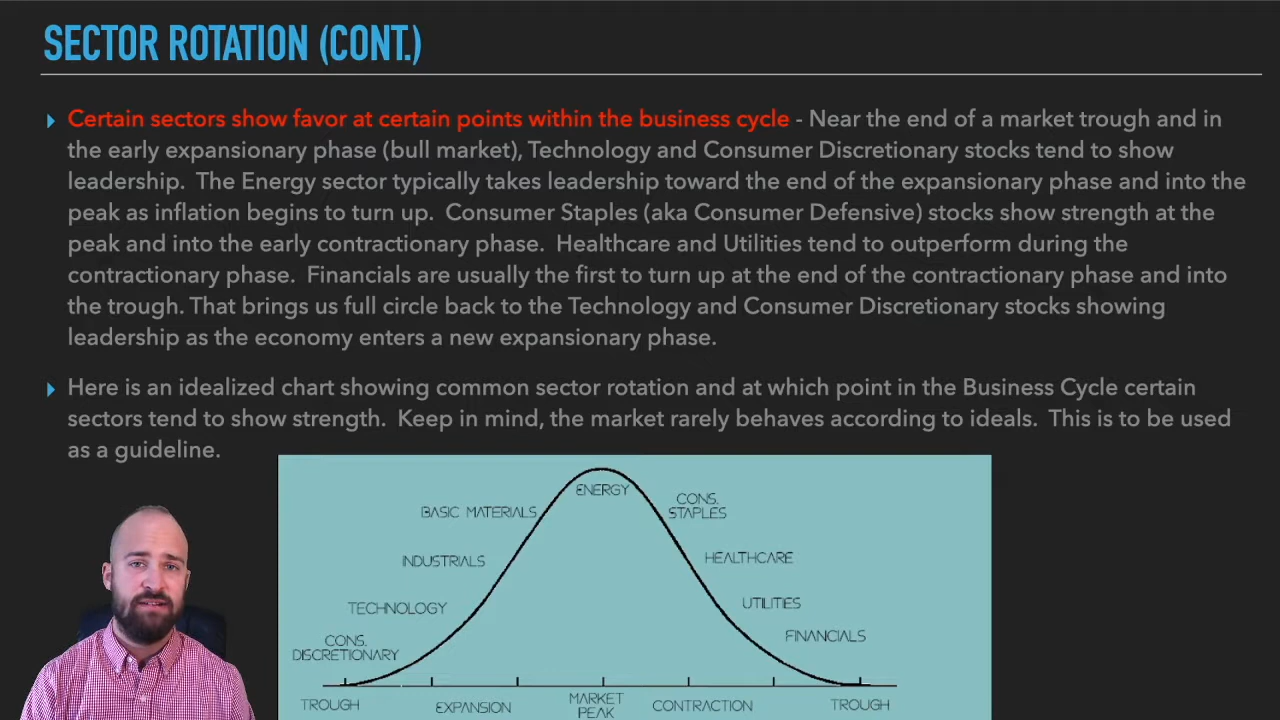 SECTOR ROTATION (CONT.)
Certain sectors show favor at certain points within the business cycle - Near the end of a market trough and in
the early expansionary phase (bull market), Technology and Consumer Discretionary stocks tend to show
leadership.  The Energy sector typically takes leadership toward the end of the expansionary phase and into the
peak as inflation begins to turn up.  Consumer Staples (aka Consumer Defensive) stocks show strength at the
peak and into the early contractionary phase.  Healthcare and Utilities tend to outperform during the
contractionary phase.  Financials are usually the first to turn up at the end of the contractionary phase and into
the trough. That brings us full circle back to the Technology and Consumer Discretionary stocks showing
leadership as the economy enters a new expansionary phase.
Here is an idealized chart showing common sector rotation and at which point in the Business Cycle certain
sectors tend to show strength.  Keep in mind, the market rarely behaves according to ideals.  This is to be used
as a guideline.
ENERGY
BASIC MATERIALS
CONS.
STAPLES
INDUSTRIALS
HEALTHCARE
TECHNOLOGY
UTILITIES
CONS.
DISCRETIONARY
FINANCIALS
TROUGH
EXPANSION
MARKET
PEAK
CONTRACTION
TROUGH